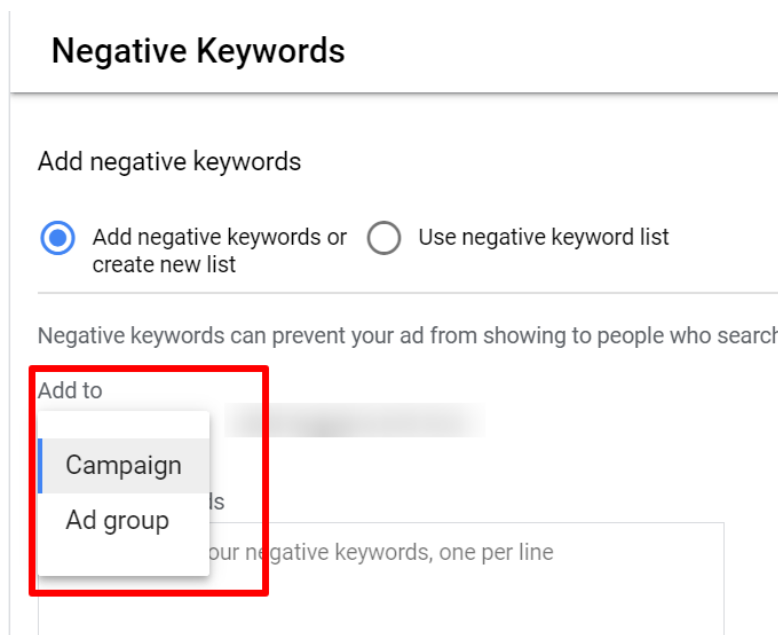 Negative Keywords
Add negative keywords
Add negative keywords or
create new list
Use negative keyword list
Negative keywords can prevent your ad from showing to people who search
Add to
Campaign
Ad group
negative keywords, one per line